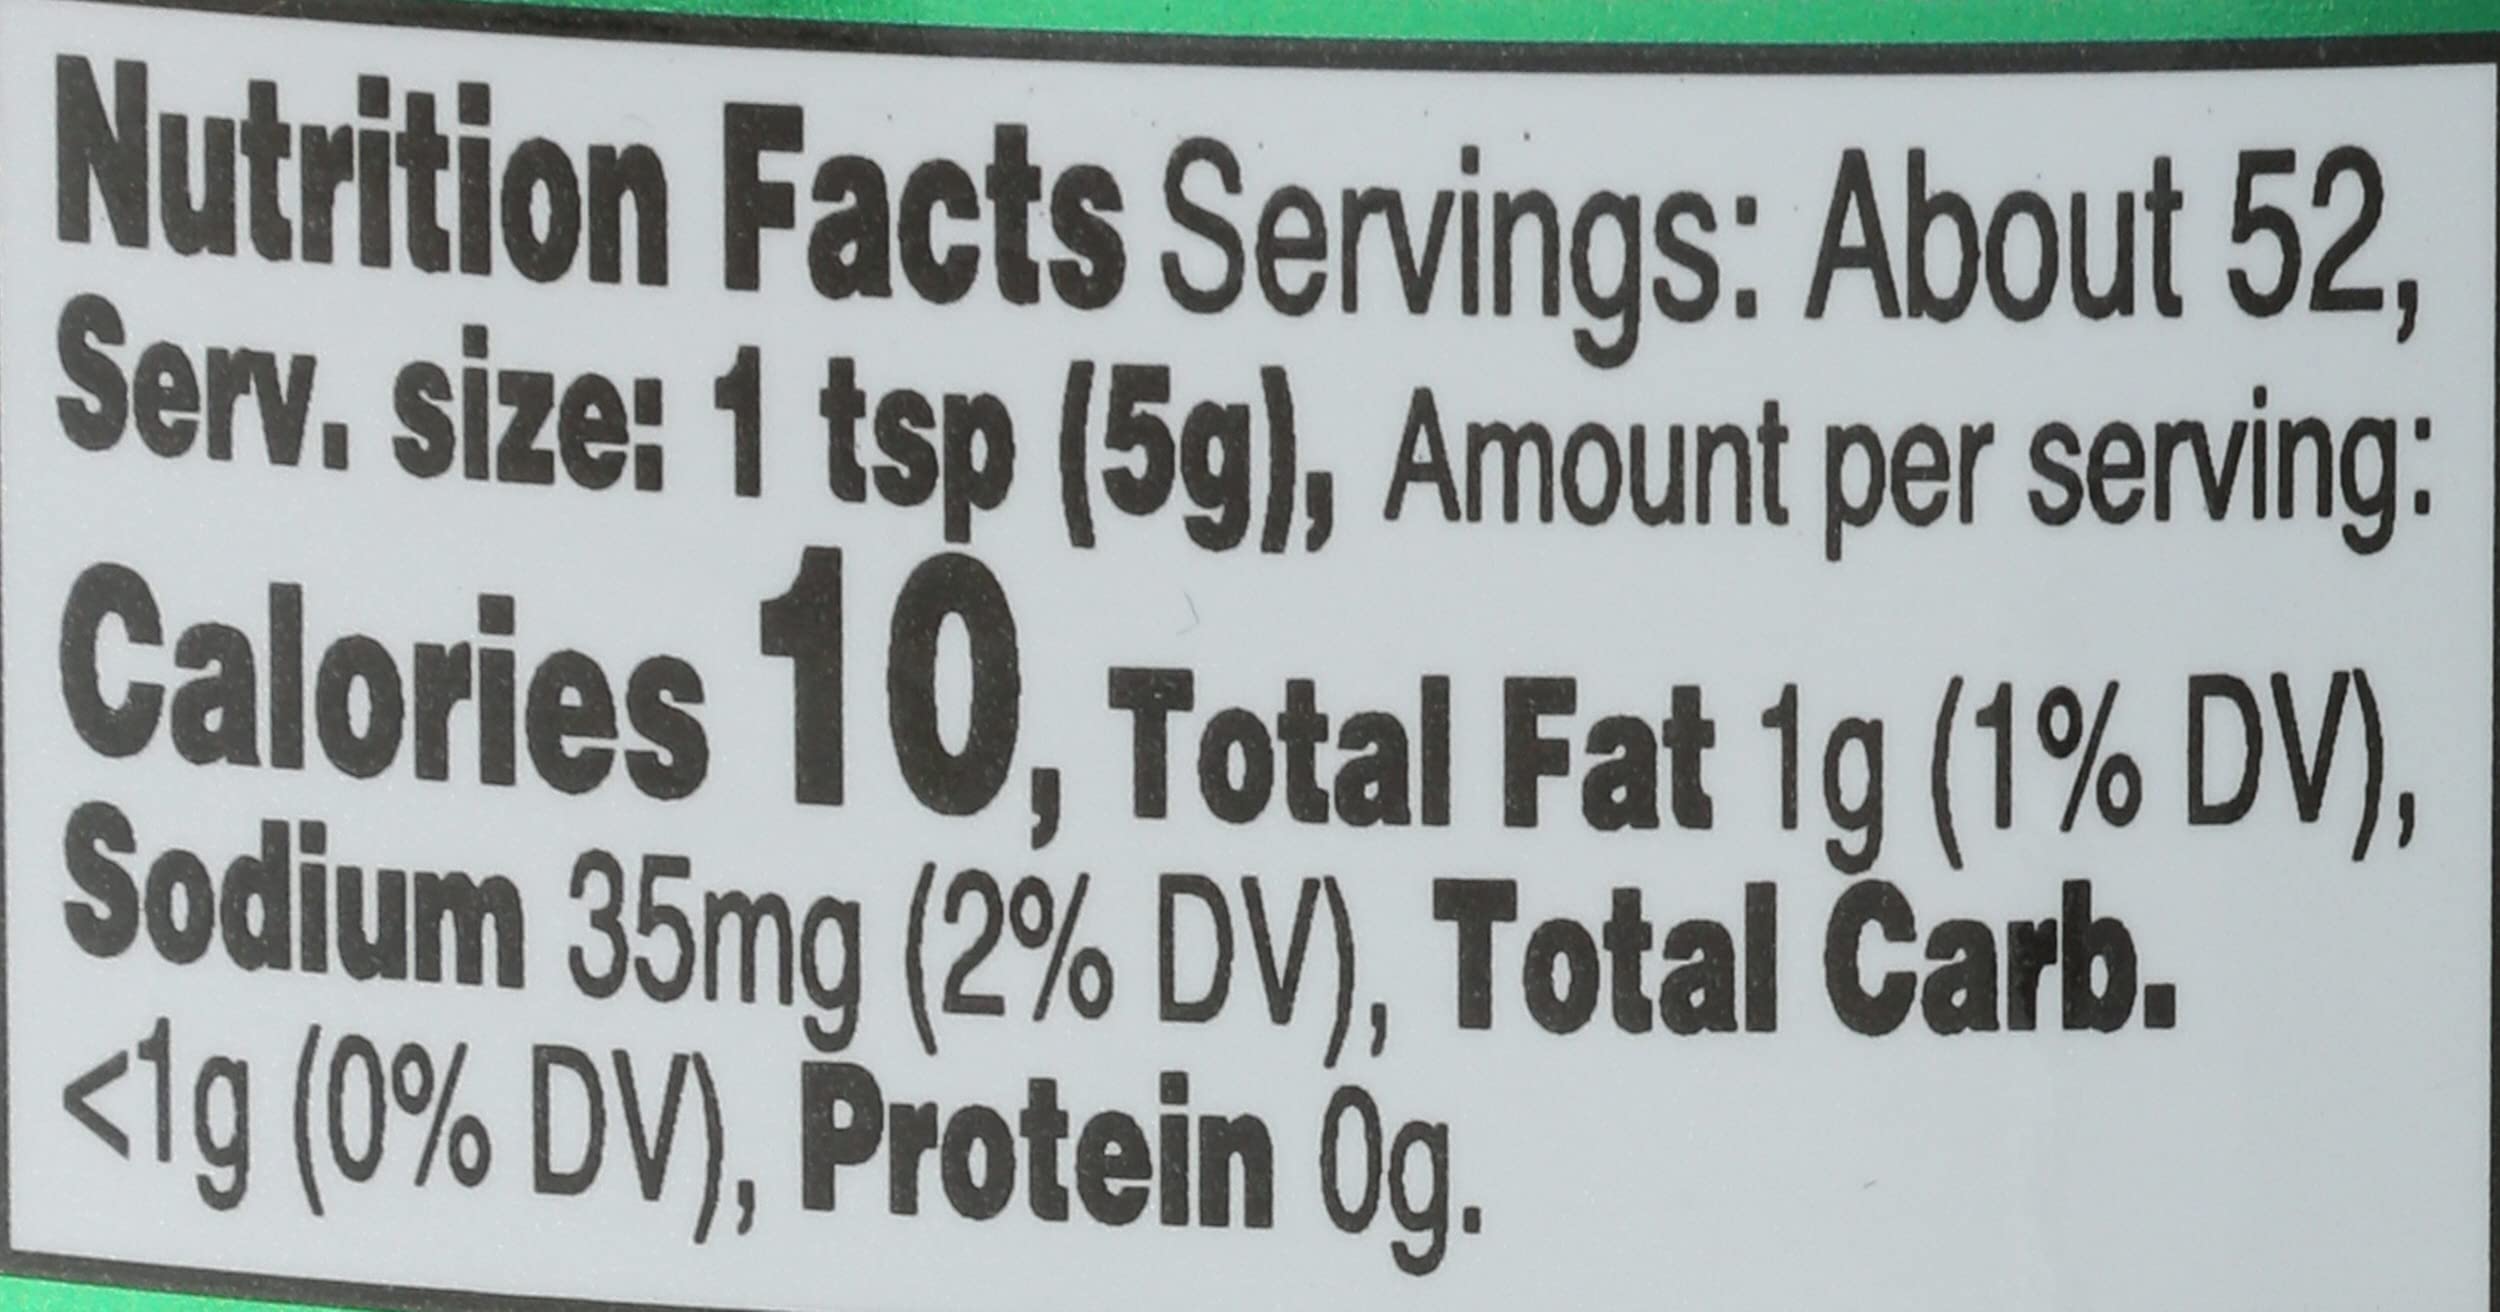 Nutrition Facts Servings: About 52,
Serv. size: 1 tsp (5g), Amount per serving:
Calories 10, Total Fat 1g (1% DV),
Sodium 35mg (2% DV), Total Carb.
<1g (0% DV), Protein 0g.